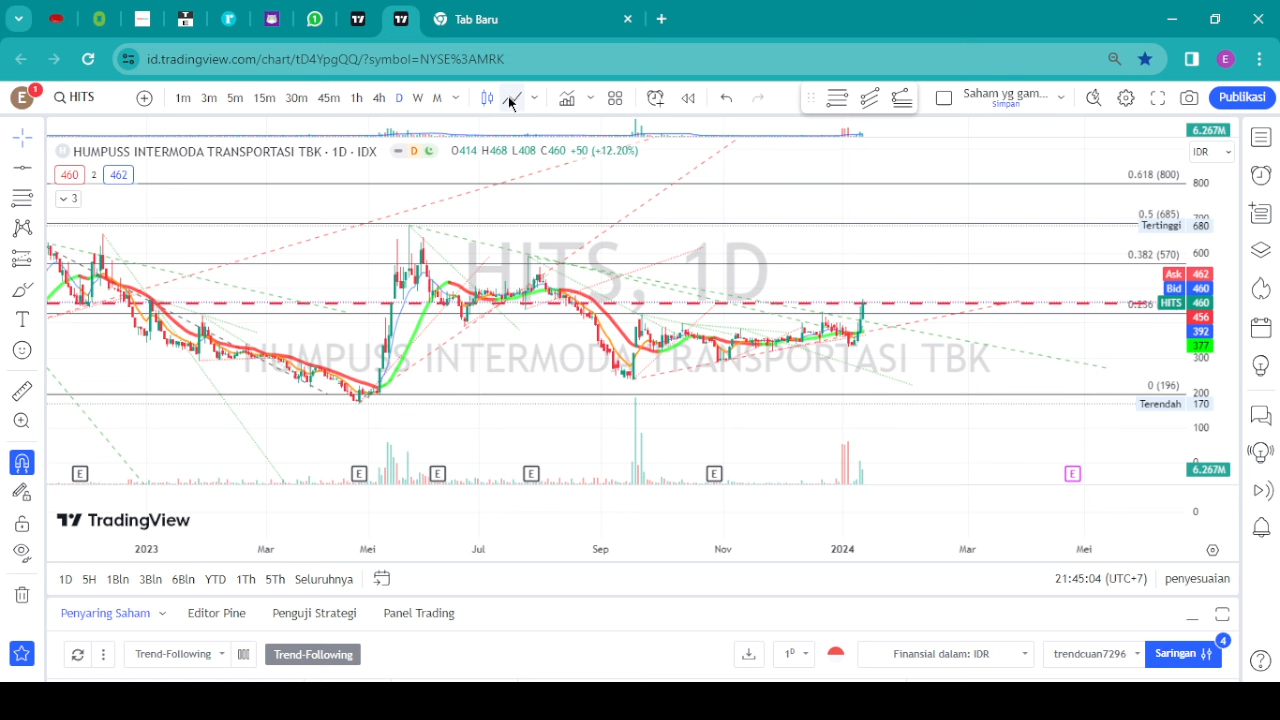 Tab Baru
id.tradingview.com/chart/tD4YpgQQ/?symbol=NYSE%3AMRK
E
E 1
HITS
1m 3m 5m 15m 30m 45m 1h 4h D W M
Saham yg gam...
Simpan
Publikasi
HUMPUSS INTERMODA TRANSPORTASI TBK · 1D · IDX
D
O414 H468 L408 C460 +50 (+12.20%)
6.267M
IDR
460 2 462
3
0.618 (800) 800
0.5 (685) 700
Tertinggi 680
0.382 (570) 600
HITS, 1D
Ask 462
Bid 460
0.236 HITS 460
456
392
377
HUMPUSS INTERMODA TRANSPORTASI TBK
300
0 (196) 200
Terendah 170
100
0
6.267M
E E E E E E
TradingView
0
2023 Mar Mei Jul Sep Nov 2024 Mar Mei
1D 5H 1Bln 3Bln 6Bln YTD 1Th 5Th Seluruhnya
21:45:04 (UTC+7) penyesuaian
Penyaring Saham Editor Pine Penguji Strategi Panel Trading
Trend-Following Trend-Following
1D
Finansial dalam: IDR
trendcuan7296
Saringan 4